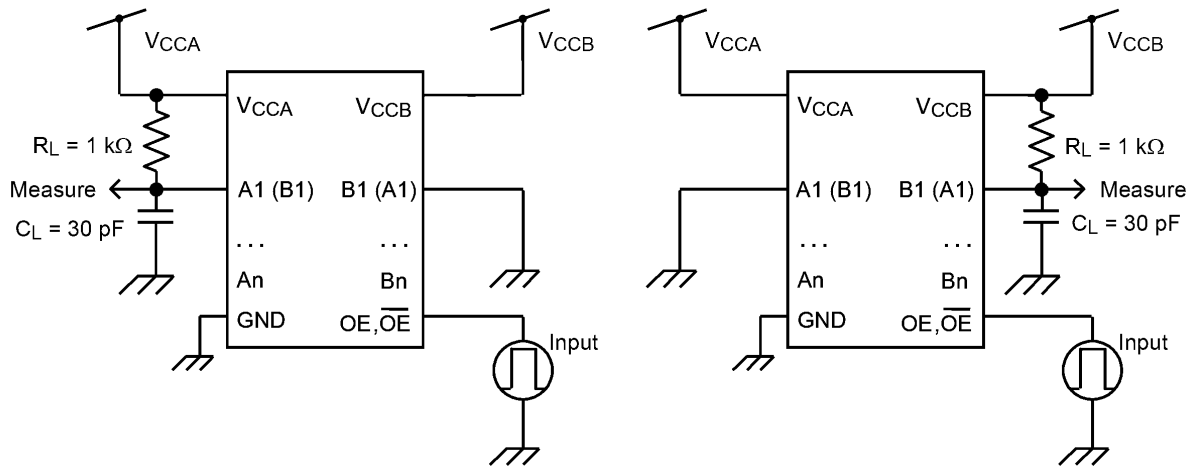 VCCA
VCCB
VCCA
VCCB
RL = 1 kΩ
Measure
A1 (B1)
B1 (A1)
CL = 30 pF
...
...
An
Bn
GND
OE,OE
Input
VCCA
VCCB
VCCA
VCCB
RL = 1 kΩ
A1 (B1)
B1 (A1)
Measure
CL = 30 pF
...
...
An
Bn
GND
OE,OE
Input